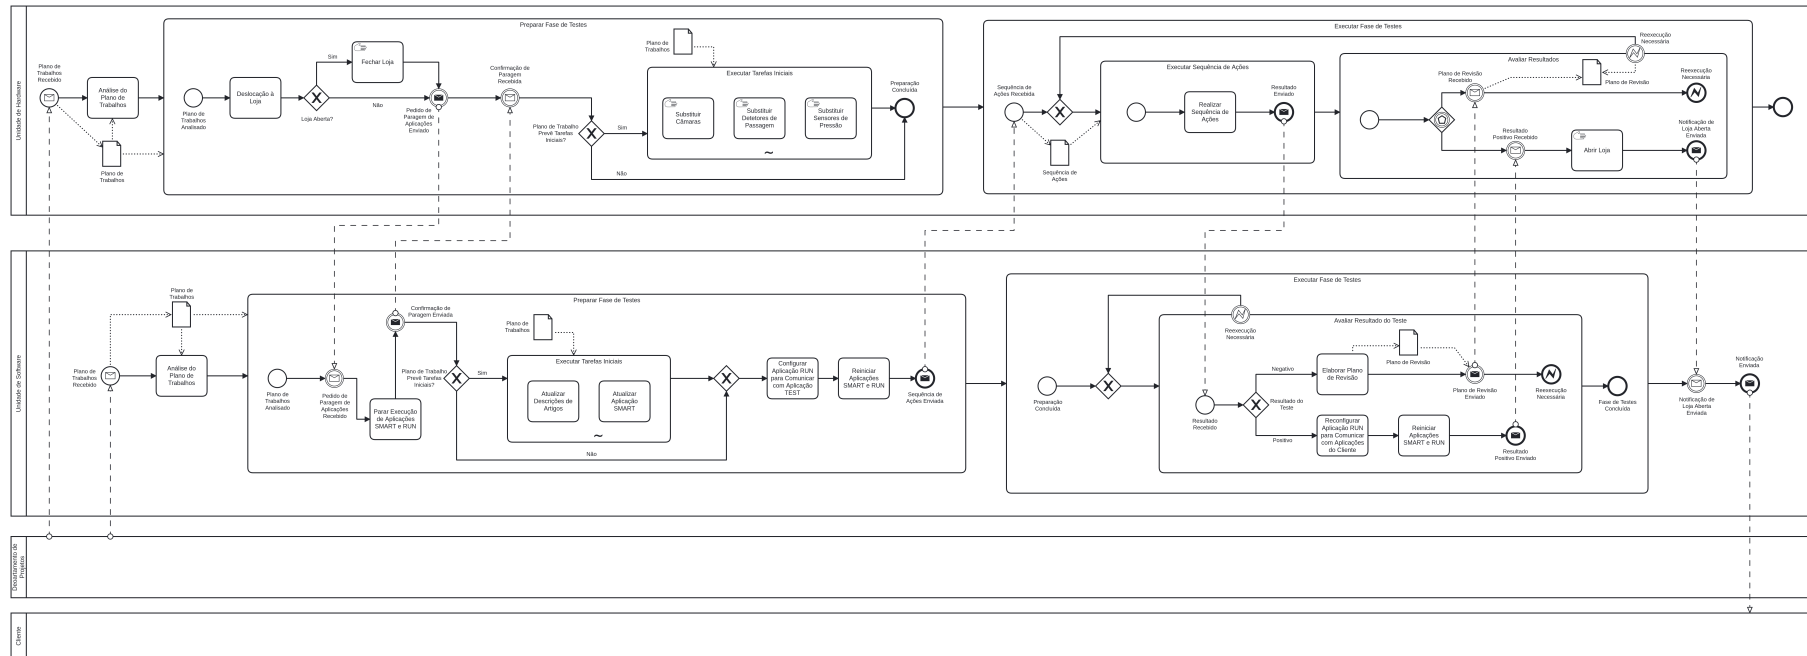 Unidade de Hardware
Plano de
Trabalhos
Recebido
Análise do
Plano de
Trabalhos
Plano de
Trabalhos
Preparar Fase de Testes
Plano de
Trabalhos
Analisado
Deslocação à
Loja
Loja Aberta?
Sim
Não
Fechar Loja
Pedido de
Paragem de
Aplicações
Enviado
Confirmação de
Paragem
Recebida
Plano de Trabalho
Prevê Tarefas
Iniciais?
Sim
Não
Plano de
Trabalhos
Executar Tarefas Iniciais
Substituir
Câmaras
Substituir
Detetores de
Passagem
Substituir
Sensores de
Pressão
Preparação
Concluída
Executar Fase de Testes
Sequência de
Ações Recebida
Sequência de
Ações
Executar Sequência de Ações
Realizar
Sequência de
Ações
Resultado
Enviado
Reexecução
Necessária
Avaliar Resultados
Plano de Revisão
Recebido
Plano de Revisão
Reexecução
Necessária
Resultado
Positivo Recebido
Abrir Loja
Notificação de
Loja Aberta
Enviada
Unidade de Software
Plano de
Trabalhos
Recebido
Plano de
Trabalhos
Análise do
Plano de
Trabalhos
Preparar Fase de Testes
Plano de
Trabalhos
Analisado
Pedido de
Paragem de
Aplicações
Recebido
Parar Execução
de Aplicações
SMART e RUN
Confirmação de
Paragem Enviada
Plano de Trabalho
Prevê Tarefas
Iniciais?
Sim
Não
Plano de
Trabalhos
Executar Tarefas Iniciais
Atualizar
Descrições de
Artigos
Atualizar
Aplicação
SMART
Configurar
Aplicação RUN
para Comunicar
com Aplicação
TEST
Reiniciar
Aplicações
SMART e RUN
Sequência de
Ações Enviada
Executar Fase de Testes
Preparação
Concluída
Reexecução
Necessária
Avaliar Resultado do Teste
Resultado
Recebido
Resultado do
Teste
Negativo
Positivo
Elaborar Plano
de Revisão
Plano de Revisão
Plano de Revisão
Enviado
Reexecução
Necessária
Reconfigurar
Aplicação RUN
para Comunicar
com Aplicações
do Cliente
Reiniciar
Aplicações
SMART e RUN
Resultado
Positivo Enviado
Fase de Testes
Concluída
Notificação de
Loja Aberta
Enviada
Notificação
Enviada
Departamento de
Projetos
Cliente